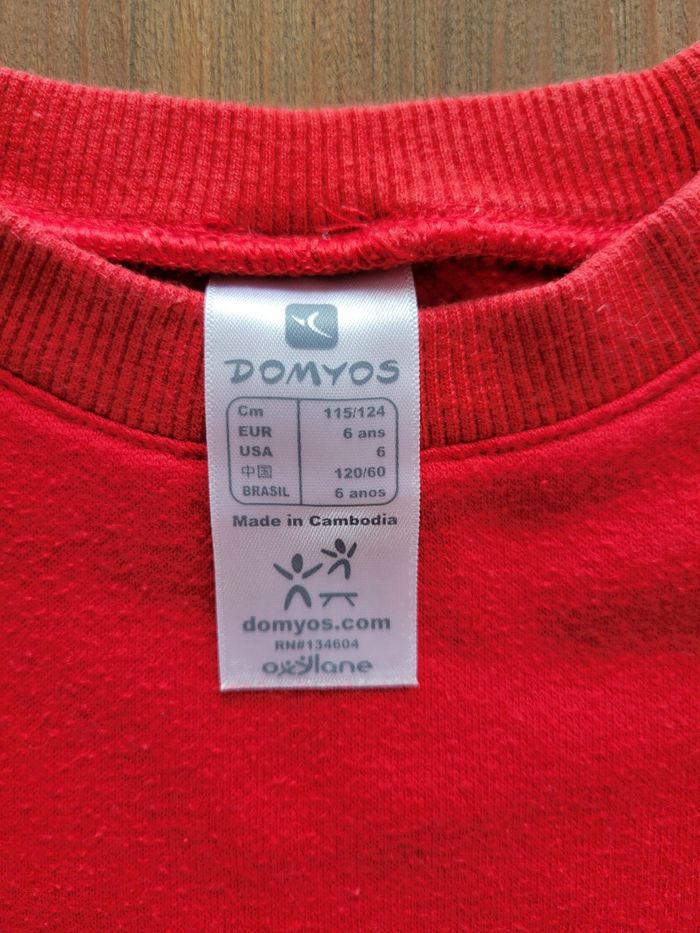 DOMYOS
Cm 115/124
EUR 6 ans
USA 6
中国 120/60
BRASIL 6 anos
Made in Cambodia
domyos.com
RN#134604
oxylane